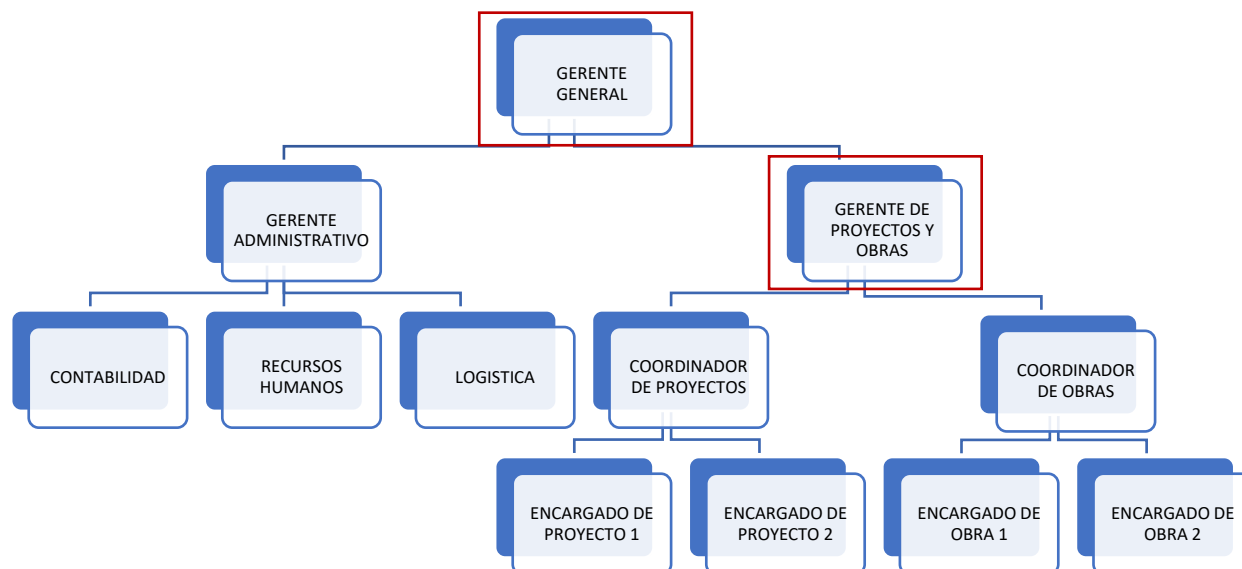 GERENTE
GENERAL
GERENTE
ADMINISTRATIVO
GERENTE DE
PROYECTOS Y
OBRAS
CONTABILIDAD
RECURSOS
HUMANOS
LOGISTICA
COORDINADOR
DE PROYECTOS
COORDINADOR
DE OBRAS
ENCARGADO DE
PROYECTO 1
ENCARGADO DE
PROYECTO 2
ENCARGADO DE
OBRA 1
ENCARGADO DE
OBRA 2